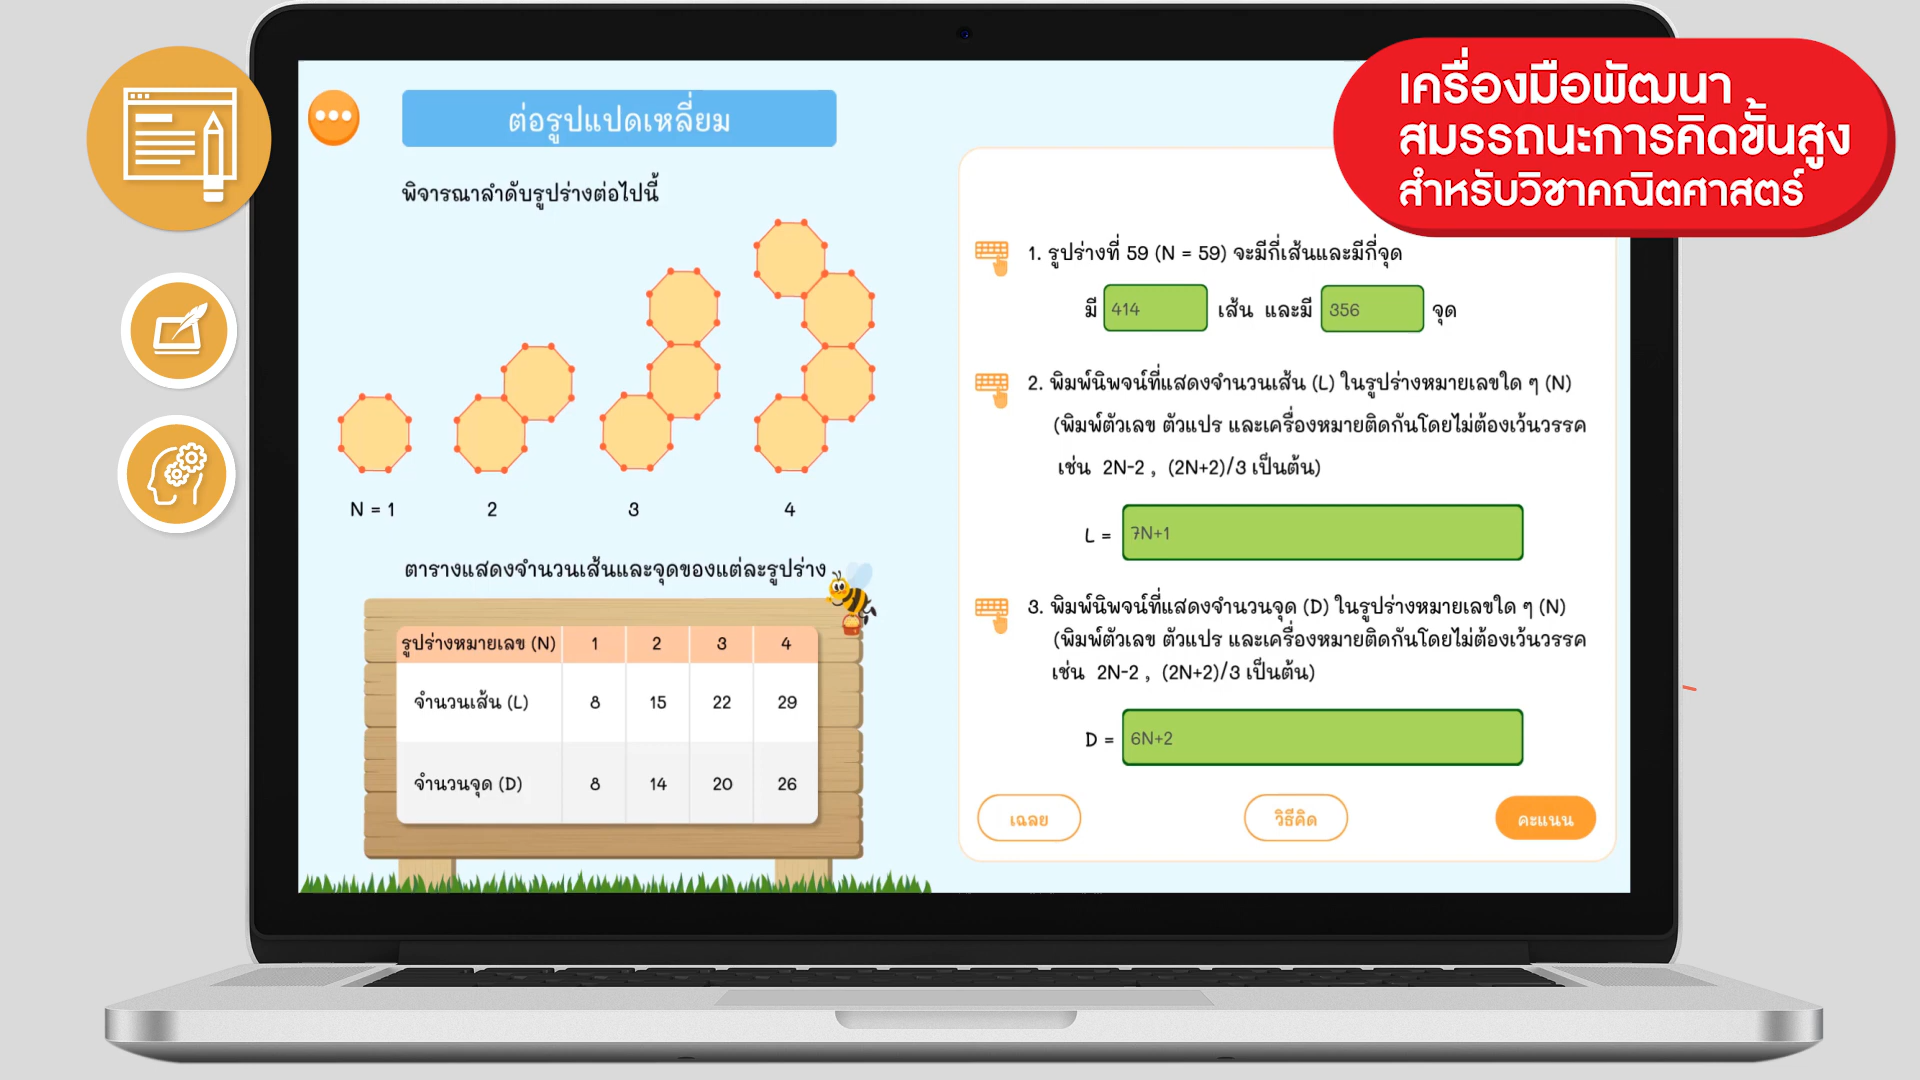 เครื่องมือพัฒนา
สมรรถนะการคิดขั้นสูง
สำหรับวิชาคณิตศาสตร์
ต่อรูปแปดเหลี่ยม
พิจารณาลำดับรูปร่างต่อไปนี้
N = 1 2 3 4
ตารางแสดงจำนวนเส้นและจุดของแต่ละรูปร่าง
รูปร่างหมายเลข (N) 1 2 3 4
จำนวนเส้น (L) 8 15 22 29
จำนวนจุด (D) 8 14 20 26
1. รูปร่างที่ 59 (N = 59) จะมีกี่เส้นและมีกี่จุด
มี 414 เส้น และมี 356 จุด
2. พิมพ์นิพจน์ที่แสดงจำนวนเส้น (L) ในรูปร่างหมายเลขใด ๆ (N)
(พิมพ์ตัวเลข ตัวแปร และเครื่องหมายติดกันโดยไม่ต้องเว้นวรรค
เช่น 2N-2 , (2N+2)/3 เป็นต้น)
L = 7N+1
3. พิมพ์นิพจน์ที่แสดงจำนวนจุด (D) ในรูปร่างหมายเลขใด ๆ (N)
(พิมพ์ตัวเลข ตัวแปร และเครื่องหมายติดกันโดยไม่ต้องเว้นวรรค
เช่น 2N-2 , (2N+2)/3 เป็นต้น)
D = 6N+2
เฉลย วิธีคิด คะแนน